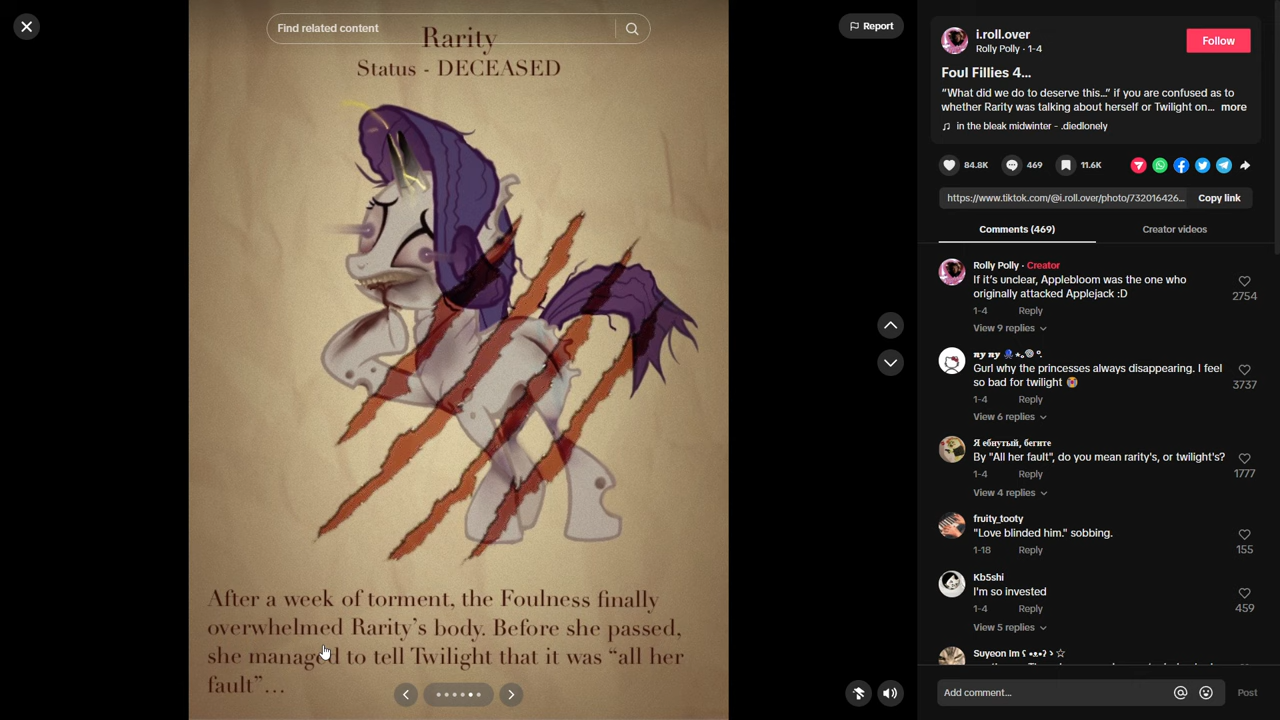 Find related content
Report
Rarity
Status - DECEASED
After a week of torment, the Foulness finally
overwhelmed Rarity's body. Before she passed,
she managed to tell Twilight that it was “all her
fault”…
i.roll.over
Rolly Polly · 1-4
Follow
Foul Fillies 4...
“What did we do to deserve this...” if you are confused as to
whether Rarity was talking about herself or Twilight on... more
in the bleak midwinter - .diedlonely
84.8K
469
11.6K
https://www.tiktok.com/@i.roll.over/photo/732016426...
Copy link
Comments (469)
Creator videos
Rolly Polly · Creator
If it’s unclear, Applebloom was the one who
originally attacked Applejack :D
2754
1-4 Reply
View 9 replies
ny ny
Gurl why the princesses always disappearing. I feel
so bad for twilight
3737
1-4 Reply
View 6 replies
Я ебнутый, бегите
By "All her fault", do you mean rarity's, or twilight's?
1777
1-4 Reply
View 4 replies
fruity_tooty
"Love blinded him." sobbing.
155
1-18 Reply
Kb5shi
I'm so invested
459
1-4 Reply
View 5 replies
Suyeon Im
Add comment...
Post